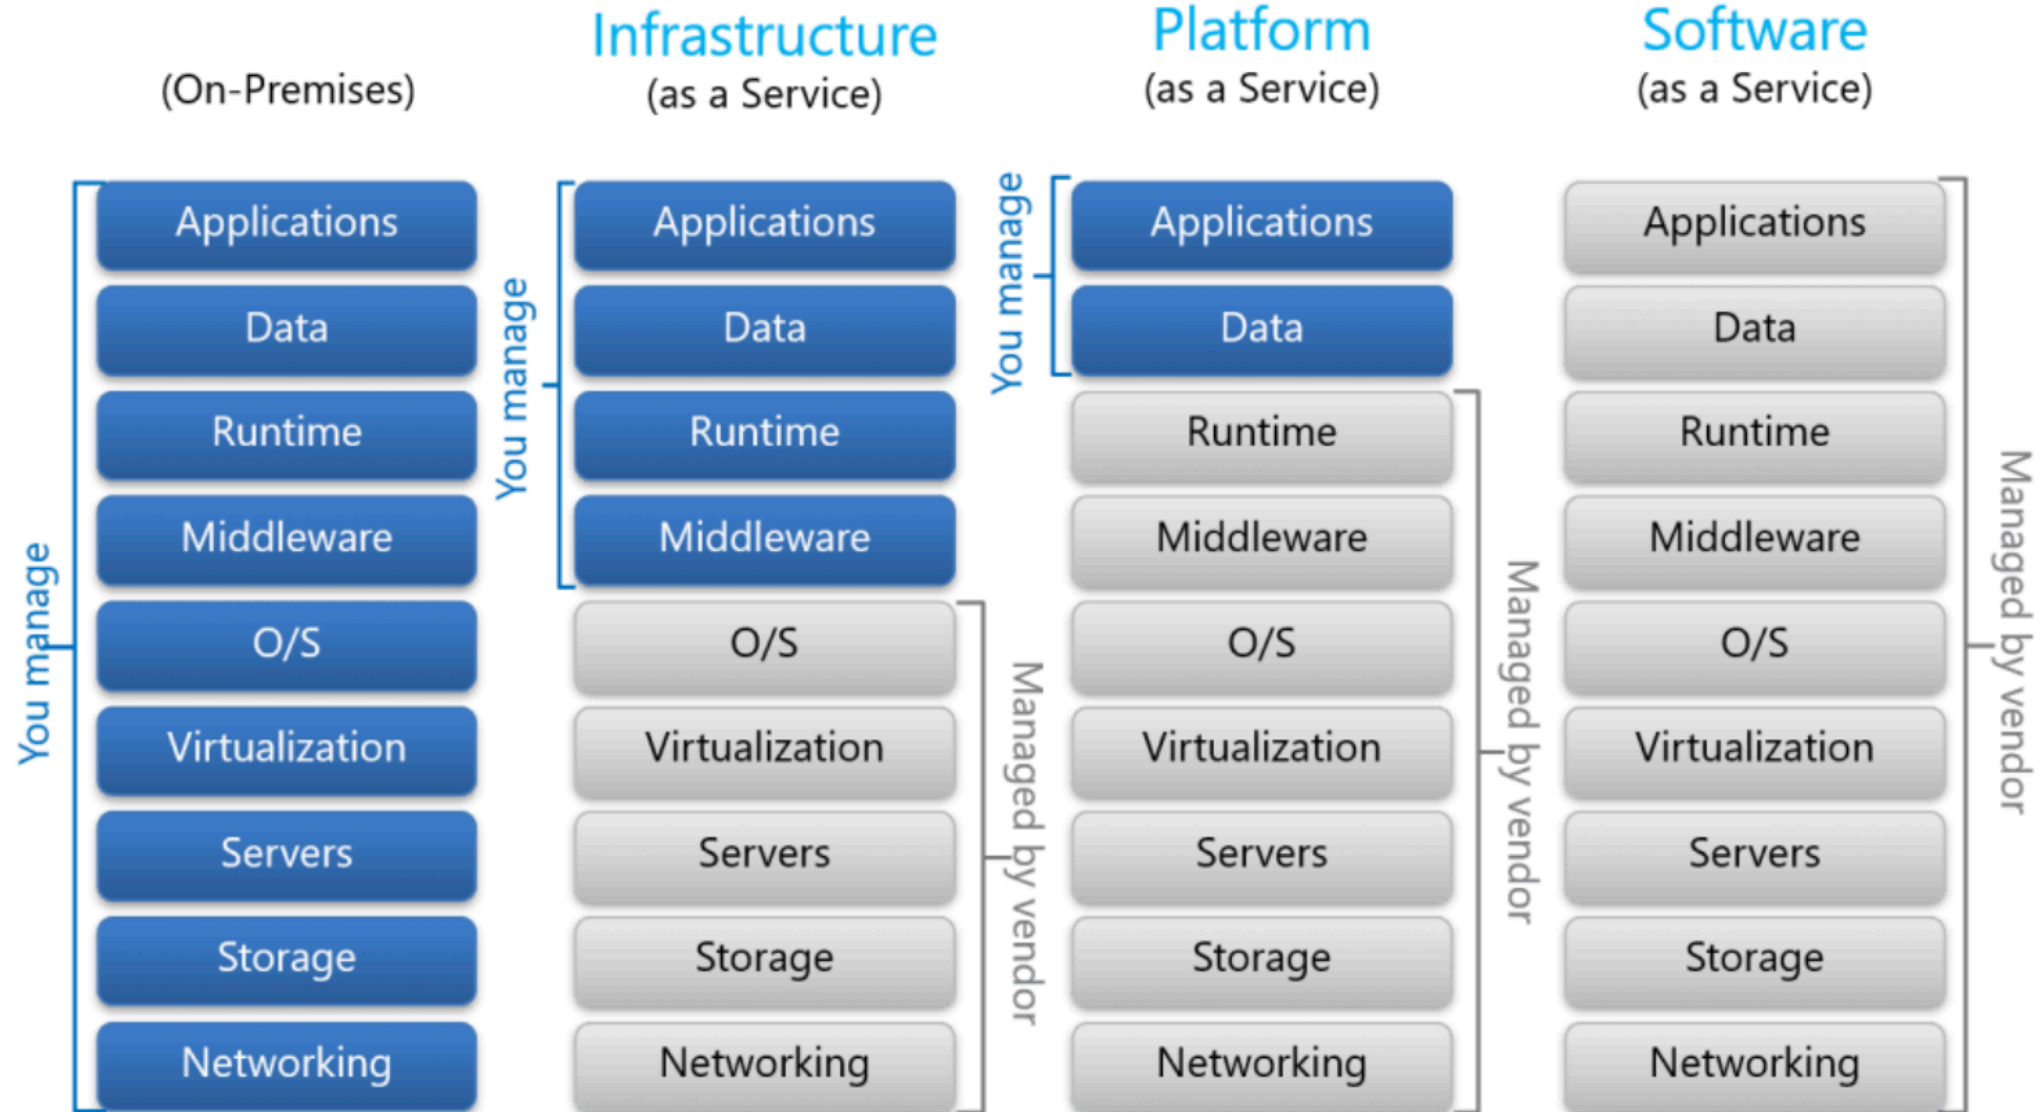 (On-Premises)
You manage
Applications
Data
Runtime
Middleware
O/S
Virtualization
Servers
Storage
Networking
Infrastructure
(as a Service)
You manage
Applications
Data
Runtime
Middleware
O/S
Virtualization
Servers
Storage
Networking
Managed by vendor
Platform
(as a Service)
You manage
Applications
Data
Runtime
Middleware
O/S
Virtualization
Servers
Storage
Networking
Managed by vendor
Software
(as a Service)
Applications
Data
Runtime
Middleware
O/S
Virtualization
Servers
Storage
Networking
Managed by vendor